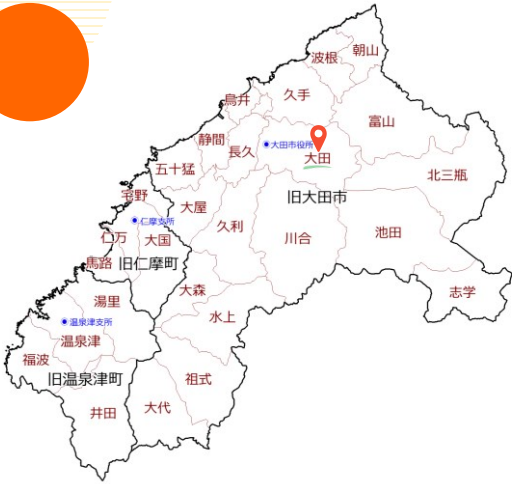 朝山
波根
久手
鳥井
富山
静間
長久
大田市役所
大田
五十猛
北三瓶
宅野
旧大田市
大屋
仁摩支所
久利
池田
仁万
大国
川合
馬路
旧仁摩町
大森
志学
湯里
水上
温泉津支所
温泉津
福波
旧温泉津町
祖式
井田
大代